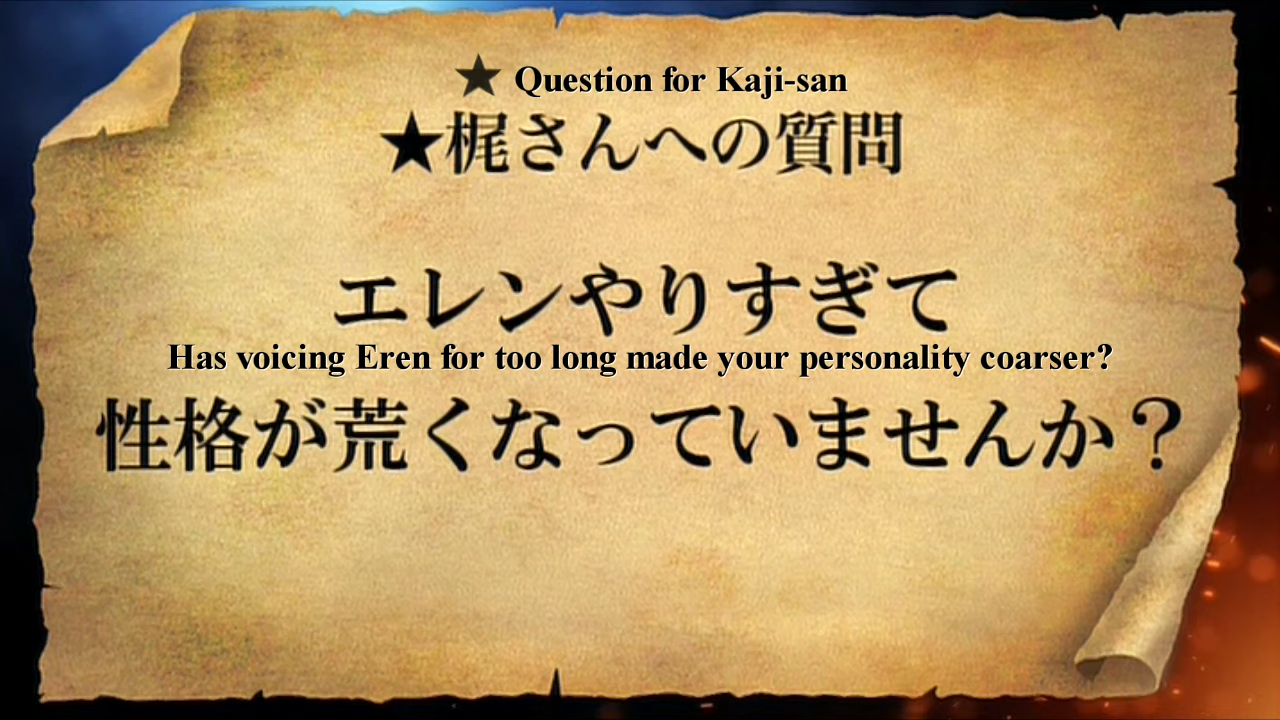 ★ Question for Kaji-san
★梶さんへの質問
エレンやりすぎて
Has voicing Eren for too long made your personality coarser?
性格が荒くなっていませんか？